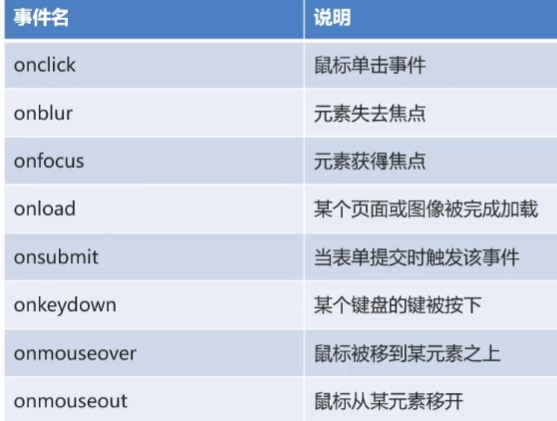 事件名 说明
onclick 鼠标单击事件
onblur 元素失去焦点
onfocus 元素获得焦点
onload 某个页面或图像被完成加载
onsubmit 当表单提交时触发该事件
onkeydown 某个键盘的键被按下
onmouseover 鼠标被移到某元素之上
onmouseout 鼠标从某元素移开